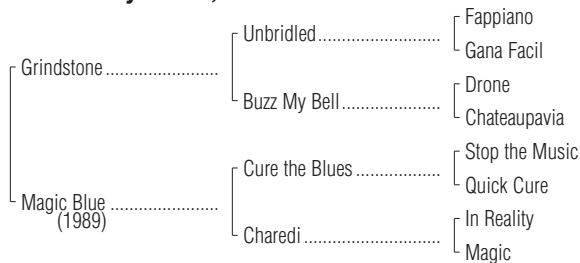 Fappiano
Unbridled
Gana Facil
Grindstone
Drone
Buzz My Bell
Chateaupavia
Stop the Music
Cure the Blues
Quick Cure
Magic Blue
(1989)
In Reality
Charedi
Magic